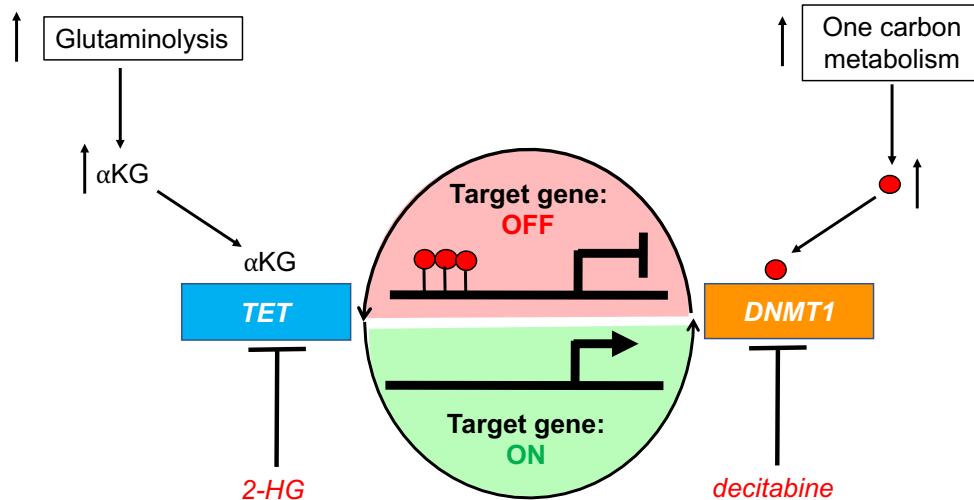 Glutaminolysis
One carbon
metabolism
αKG
αKG
Target gene:
OFF
TET
DNMT1
Target gene:
ON
2-HG
decitabine